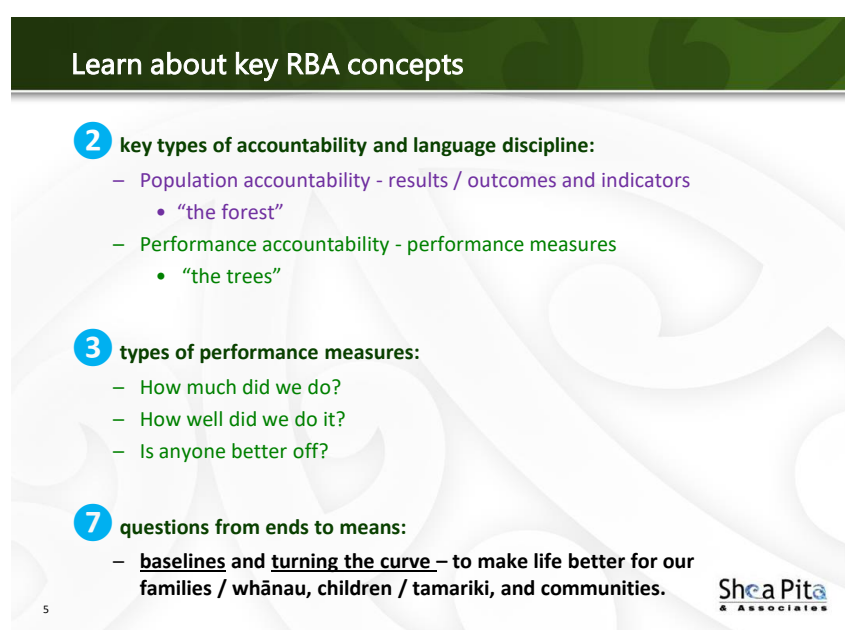 Learn about key RBA concepts
2 key types of accountability and language discipline:
– Population accountability - results / outcomes and indicators
• “the forest”
– Performance accountability - performance measures
• “the trees”
3 types of performance measures:
– How much did we do?
– How well did we do it?
– Is anyone better off?
7 questions from ends to means:
– baselines and turning the curve – to make life better for our
families / whānau, children / tamariki, and communities.
Shea Pita
& Associates
5